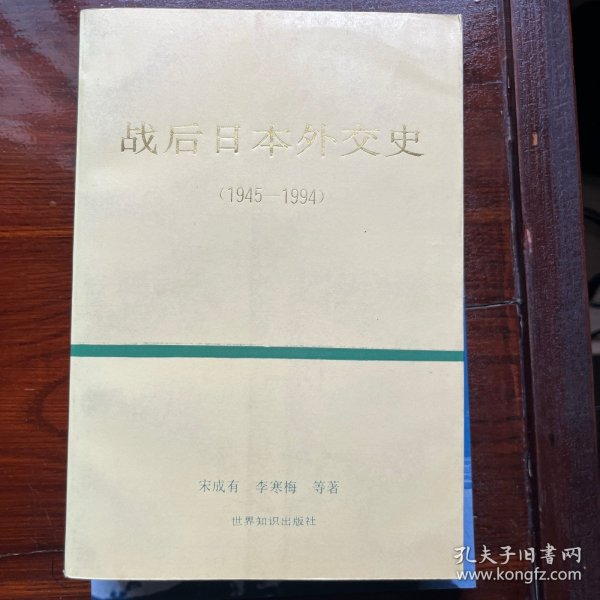 战后日本外交史
（1945—1994）
宋成有 李寒梅 等著
世界知识出版社
孔夫子旧书网
www.kongfz.com